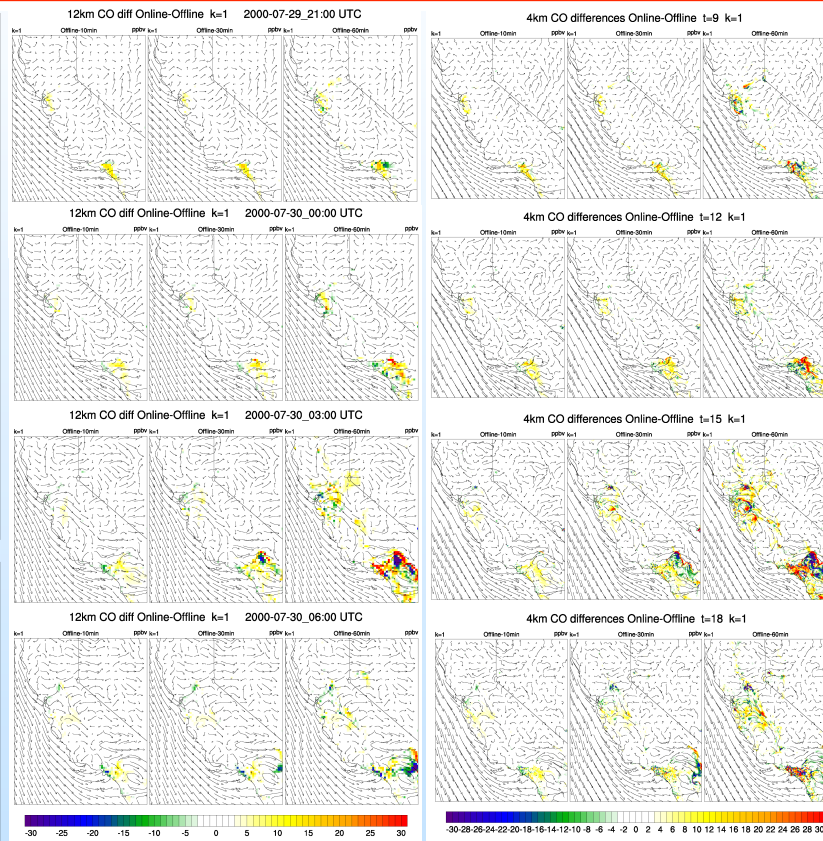 12km CO diff Online-Offline k=1 2000-07-29_21:00 UTC
k=1 Offline-10min ppbv k=1 Offline-30min ppbv k=1 Offline-60min ppbv
12km CO diff Online-Offline k=1 2000-07-30_00:00 UTC
k=1 Offline-10min ppbv k=1 Offline-30min ppbv k=1 Offline-60min ppbv
12km CO diff Online-Offline k=1 2000-07-30_03:00 UTC
k=1 Offline-10min ppbv k=1 Offline-30min ppbv k=1 Offline-60min ppbv
12km CO diff Online-Offline k=1 2000-07-30_06:00 UTC
k=1 Offline-10min ppbv k=1 Offline-30min ppbv k=1 Offline-60min ppbv
-30 -25 -20 -15 -10 -5 0 5 10 15 20 25 30
4km CO differences Online-Offline t=9 k=1
k=1 Offline-10min ppbv k=1 Offline-30min ppbv k=1 Offline-60min
4km CO differences Online-Offline t=12 k=1
k=1 Offline-10min ppbv k=1 Offline-30min ppbv k=1 Offline-60min
4km CO differences Online-Offline t=15 k=1
k=1 Offline-10min ppbv k=1 Offline-30min ppbv k=1 Offline-60min
4km CO differences Online-Offline t=18 k=1
k=1 Offline-10min ppbv k=1 Offline-30min ppbv k=1 Offline-60min
-30-28-26-24-22-20-18-16-14-12-10 -8 -6 -4 -2 0 2 4 6 8 10 12 14 16 18 20 22 24 26 28 30